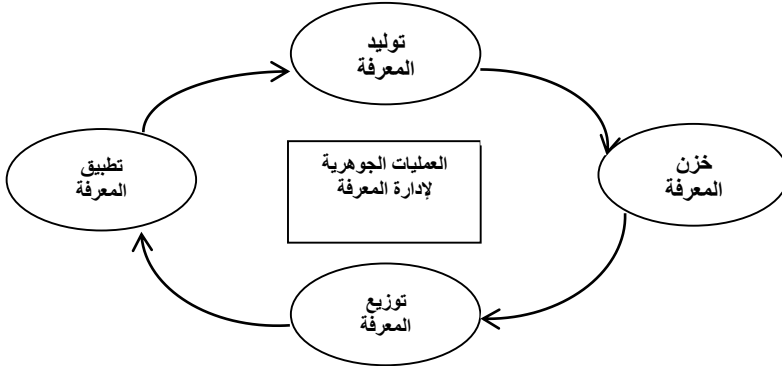 توليد
المعرفة
خزن
المعرفة
العمليات الجوهرية
لإدارة المعرفة
تطبيق
المعرفة
توزيع
المعرفة